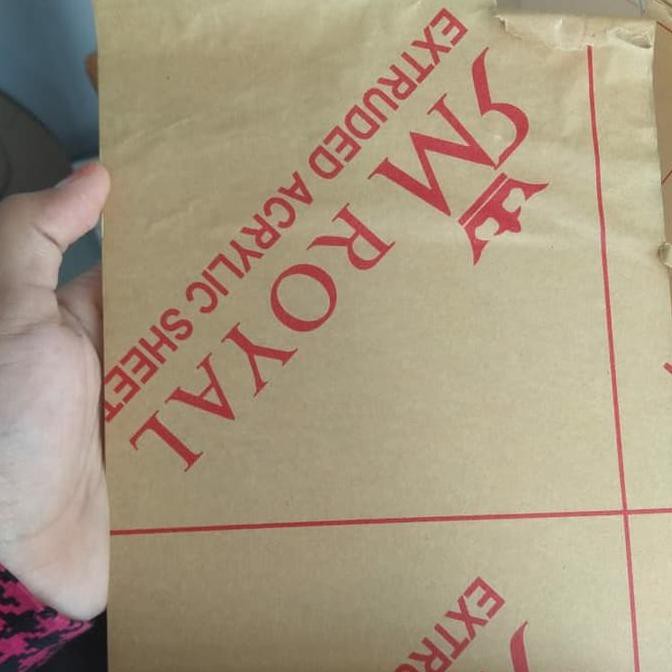 M ROYAL
EXTRUDED ACRYLIC SHEET
EXTR